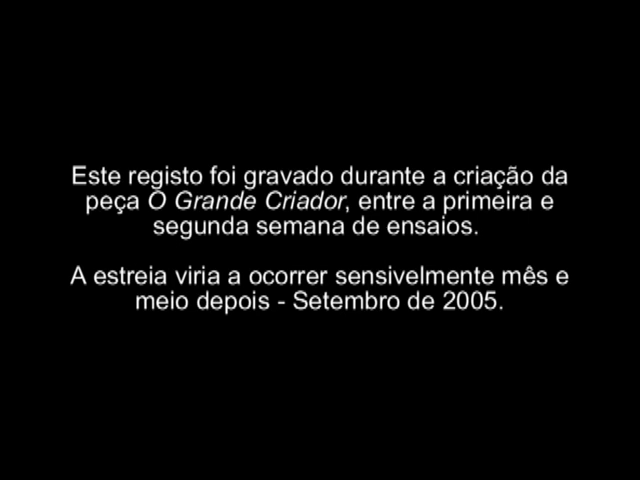 Este registo foi gravado durante a criação da
peça O Grande Criador, entre a primeira e
segunda semana de ensaios.
A estreia viria a ocorrer sensivelmente mês e
meio depois - Setembro de 2005.